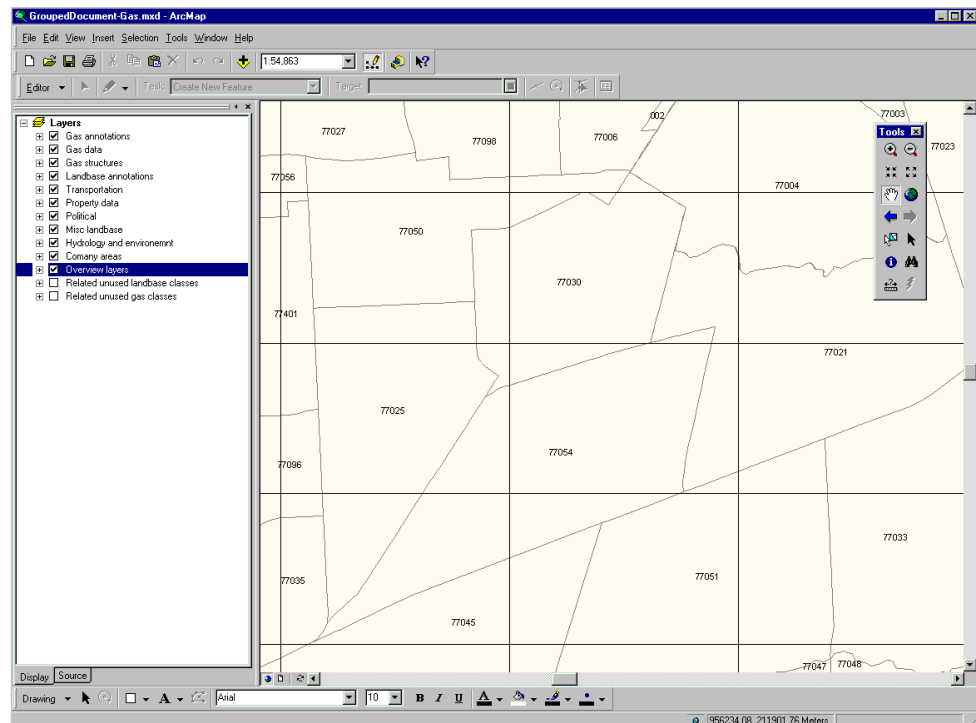 GroupedDocument-Gas.mxd - ArcMap
File Edit View Insert Selection Tools Window Help
1:54,863
Editor Task: Create New Feature Target:
Layers
Gas annotations
Gas data
Gas structures
Landbase annotations
Transportation
Property data
Political
Misc landbase
Hydrology and environemnt
Comany areas
Overview layers
Related unused landbase classes
Related unused gas classes
77027
77098
77006
002
77003
Tools
77023
77056
77004
77050
77030
77401
77021
77025
77054
77096
77033
77035
77051
77045
77047 77048
Display Source
Drawing A Arial 10 B I U A
956234.08 211901.76 Meters